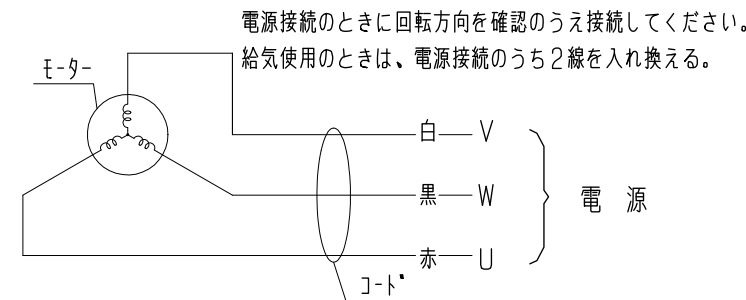 電源接続のときに回転方向を確認のうえ接続してください。
給気使用のときは、電源接続のうち2線を入れ換える。
モーター
白 V
黒 W
電 源
赤 U
コード